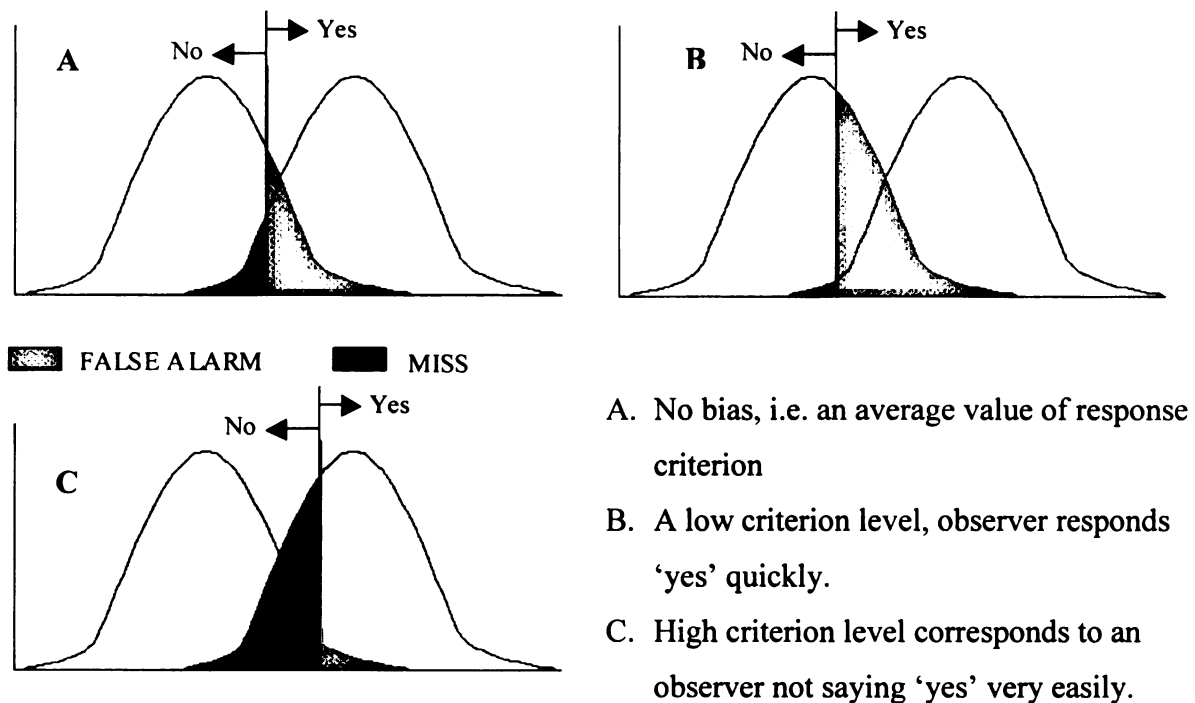 Yes
No
A
Yes
No
B
FALSE ALARM
MISS
Yes
No
C
A. No bias, i.e. an average value of response
criterion
B. A low criterion level, observer responds
‘yes’ quickly.
C. High criterion level corresponds to an
observer not saying ‘yes’ very easily.